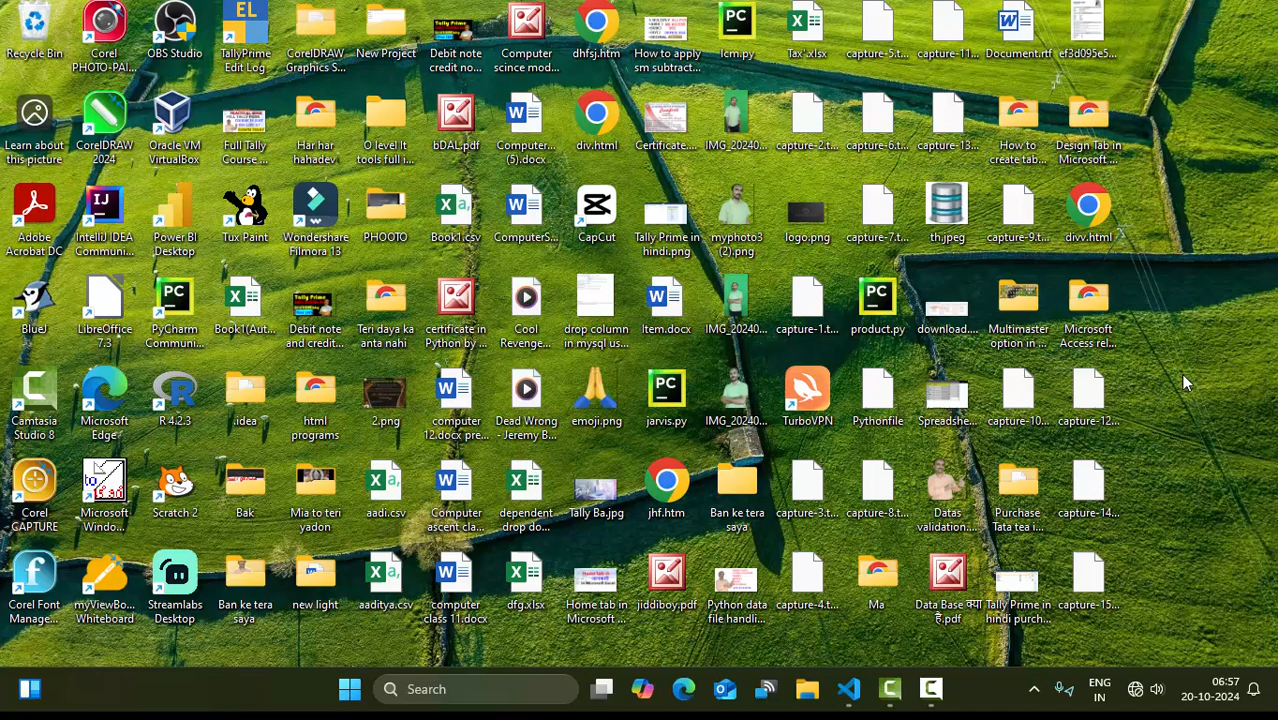 Recycle Bin
Corel PHOTO-PAI...
OBS Studio
TallyPrime Edit Log
CorelDRAW Graphics S...
New Project
Debit note credit no...
Computer scince mod...
dhfsj.htm
How to apply sm subtract...
lcm.py
Tax`.xlsx
capture-5.t...
capture-11...
Document.rtf
ef3d095e5...
Learn about this picture
CorelDRAW 2024
Oracle VM VirtualBox
Full Tally Course ...
Har har hahadev
O level It tools full i...
bDAL.pdf
Computer... (5).docx
div.html
Certificate....
IMG_20240...
capture-2.t...
capture-6.t...
capture-13...
How to create tab...
Design Tab in Microsoft ...
Adobe Acrobat DC
IntelliJ IDEA Communi...
Power BI Desktop
Tux Paint
Wondershare Filmora 13
PHOOTO
Book1.csv
ComputerS...
CapCut
Tally Prime in hindi.png
myphoto3 (2).png
logo.png
capture-7.t...
th.jpeg
capture-9.t...
divv.html
BlueJ
LibreOffice 7.3
PyCharm Communi...
Book1(Aut...
Debit note and credit...
Teri daya ka anta nahi
certificate in Python by ...
Cool Revenge...
drop column in mysql us...
Item.docx
IMG_20240...
capture-1.t...
product.py
download....
Multimaster option in ...
Microsoft Access rel...
Camtasia Studio 8
Microsoft Edge
R 4.2.3
.idea
html programs
2.png
computer 12.docx pre...
Dead Wrong - Jeremy B...
emoji.png
jarvis.py
IMG_20240...
TurboVPN
Pythonfile
Spreadshe...
capture-10...
capture-12...
Corel CAPTURE
Microsoft Windo...
Scratch 2
Bak
Mia to teri yadon
aadi.csv
Computer ascent cla...
dependent drop do...
Tally Ba.jpg
jhf.htm
Ban ke tera saya
capture-3.t...
capture-8.t...
Datas validation....
Purchase Tata tea i...
capture-14...
Corel Font Manage...
myViewBo... Whiteboard
Streamlabs Desktop
Ban ke tera saya
new light
aaditya.csv
computer class 11.docx
dfg.xlsx
Home tab in Microsoft ...
jiddiboy.pdf
Python data file handli...
capture-4.t...
Ma
Data Base क्या है.pdf
Tally Prime in hindi purch...
capture-15...
Search
ENG
IN
06:57
20-10-2024